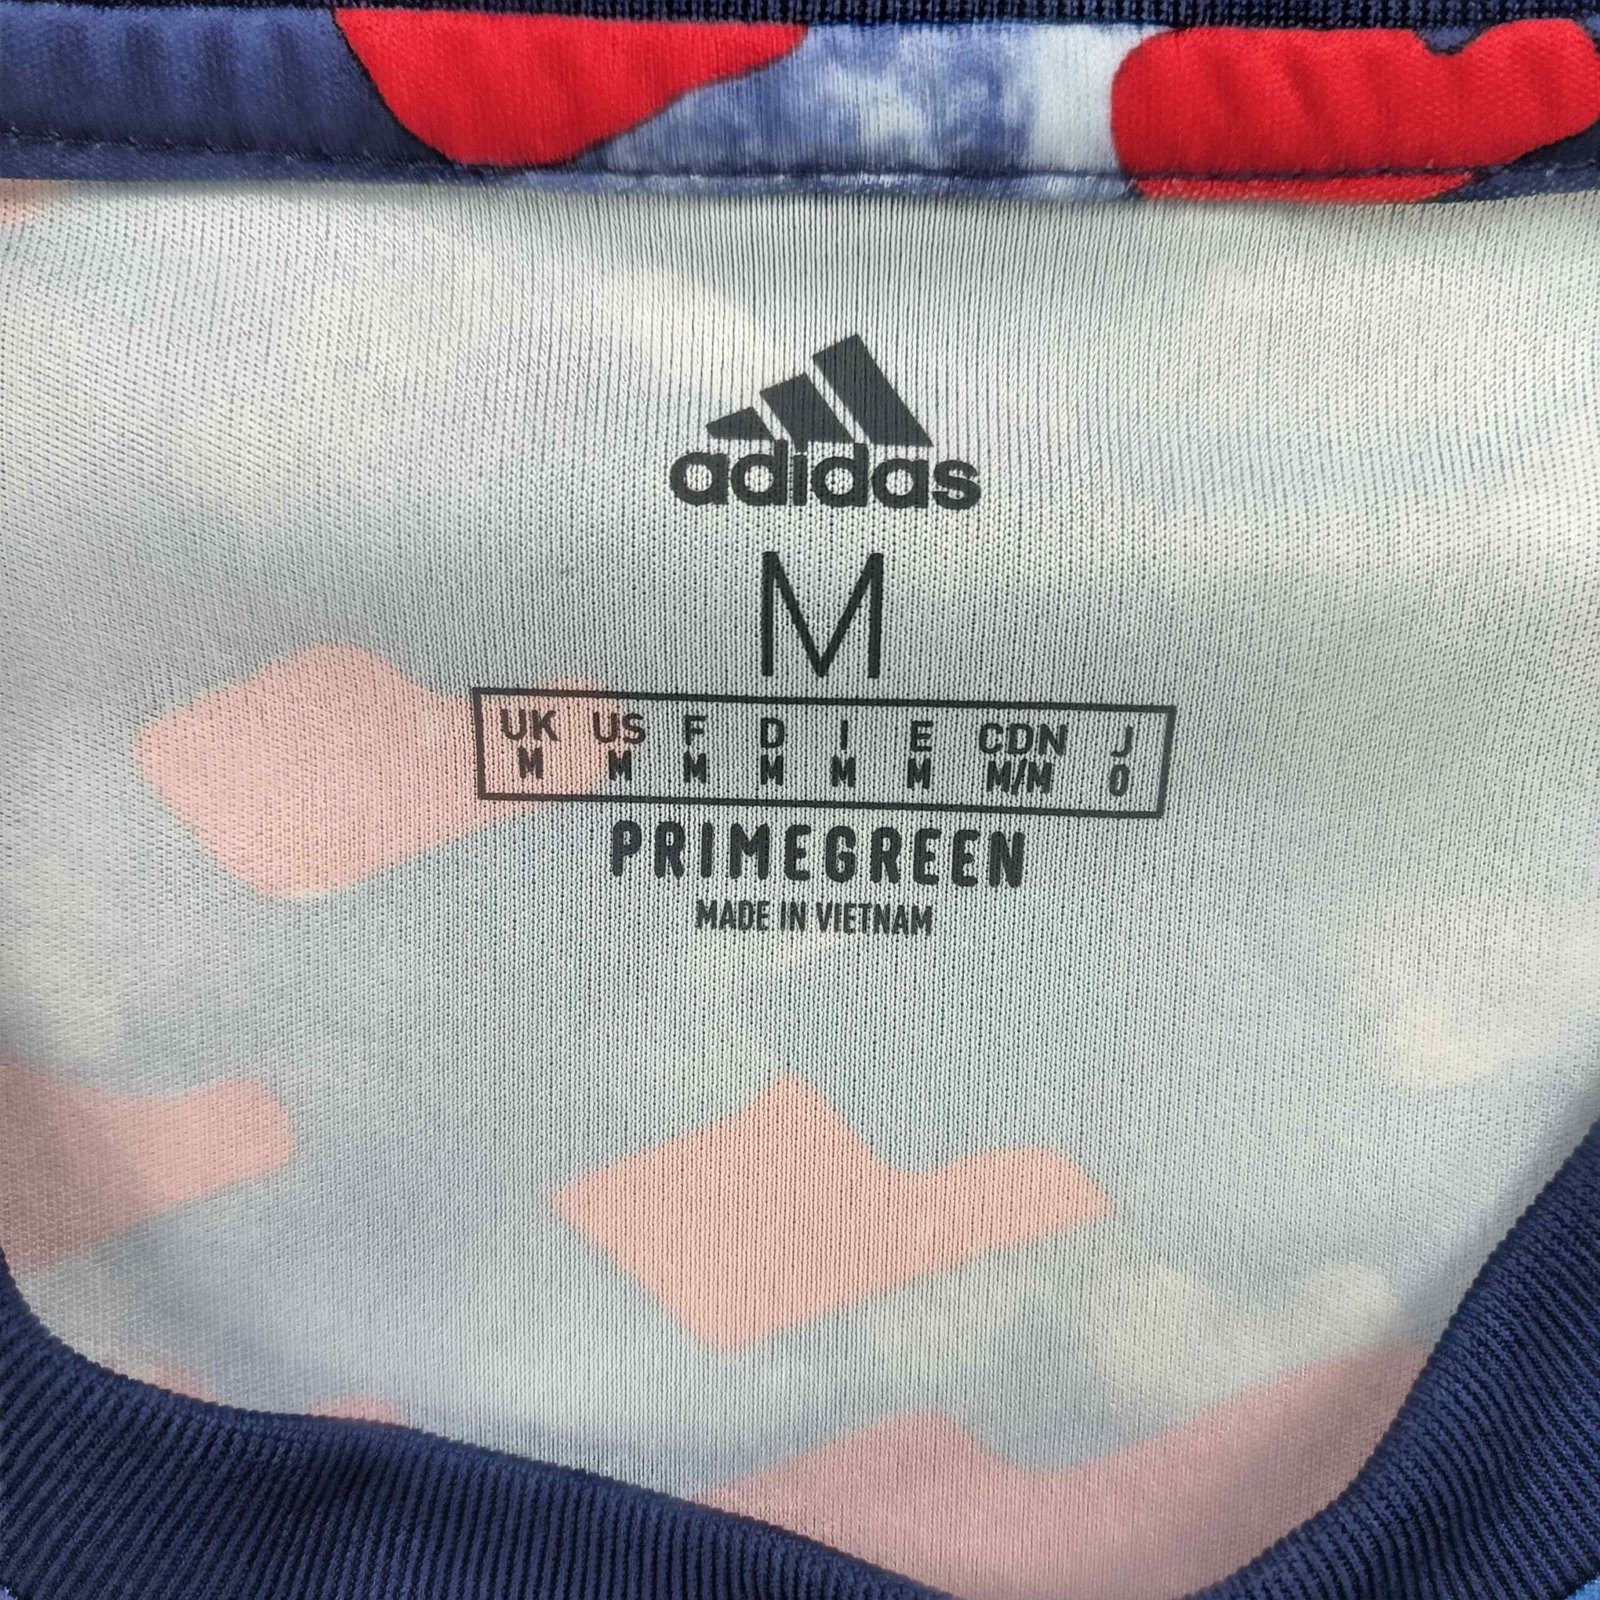 adidas
M
UK US F D I E CDN J
M M M M M M M/M O
PRIMEGREEN
MADE IN VIETNAM